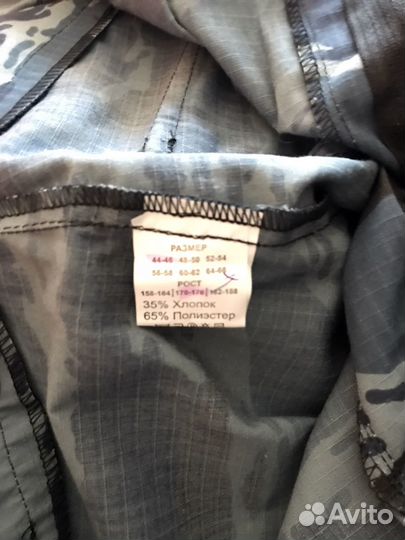 РАЗМЕР
44-46 48-50 52-54
56-58 60-62 64-66
РОСТ
158-164 170-176 182-188
35% Хлопок
65% Полиэстер
Avito